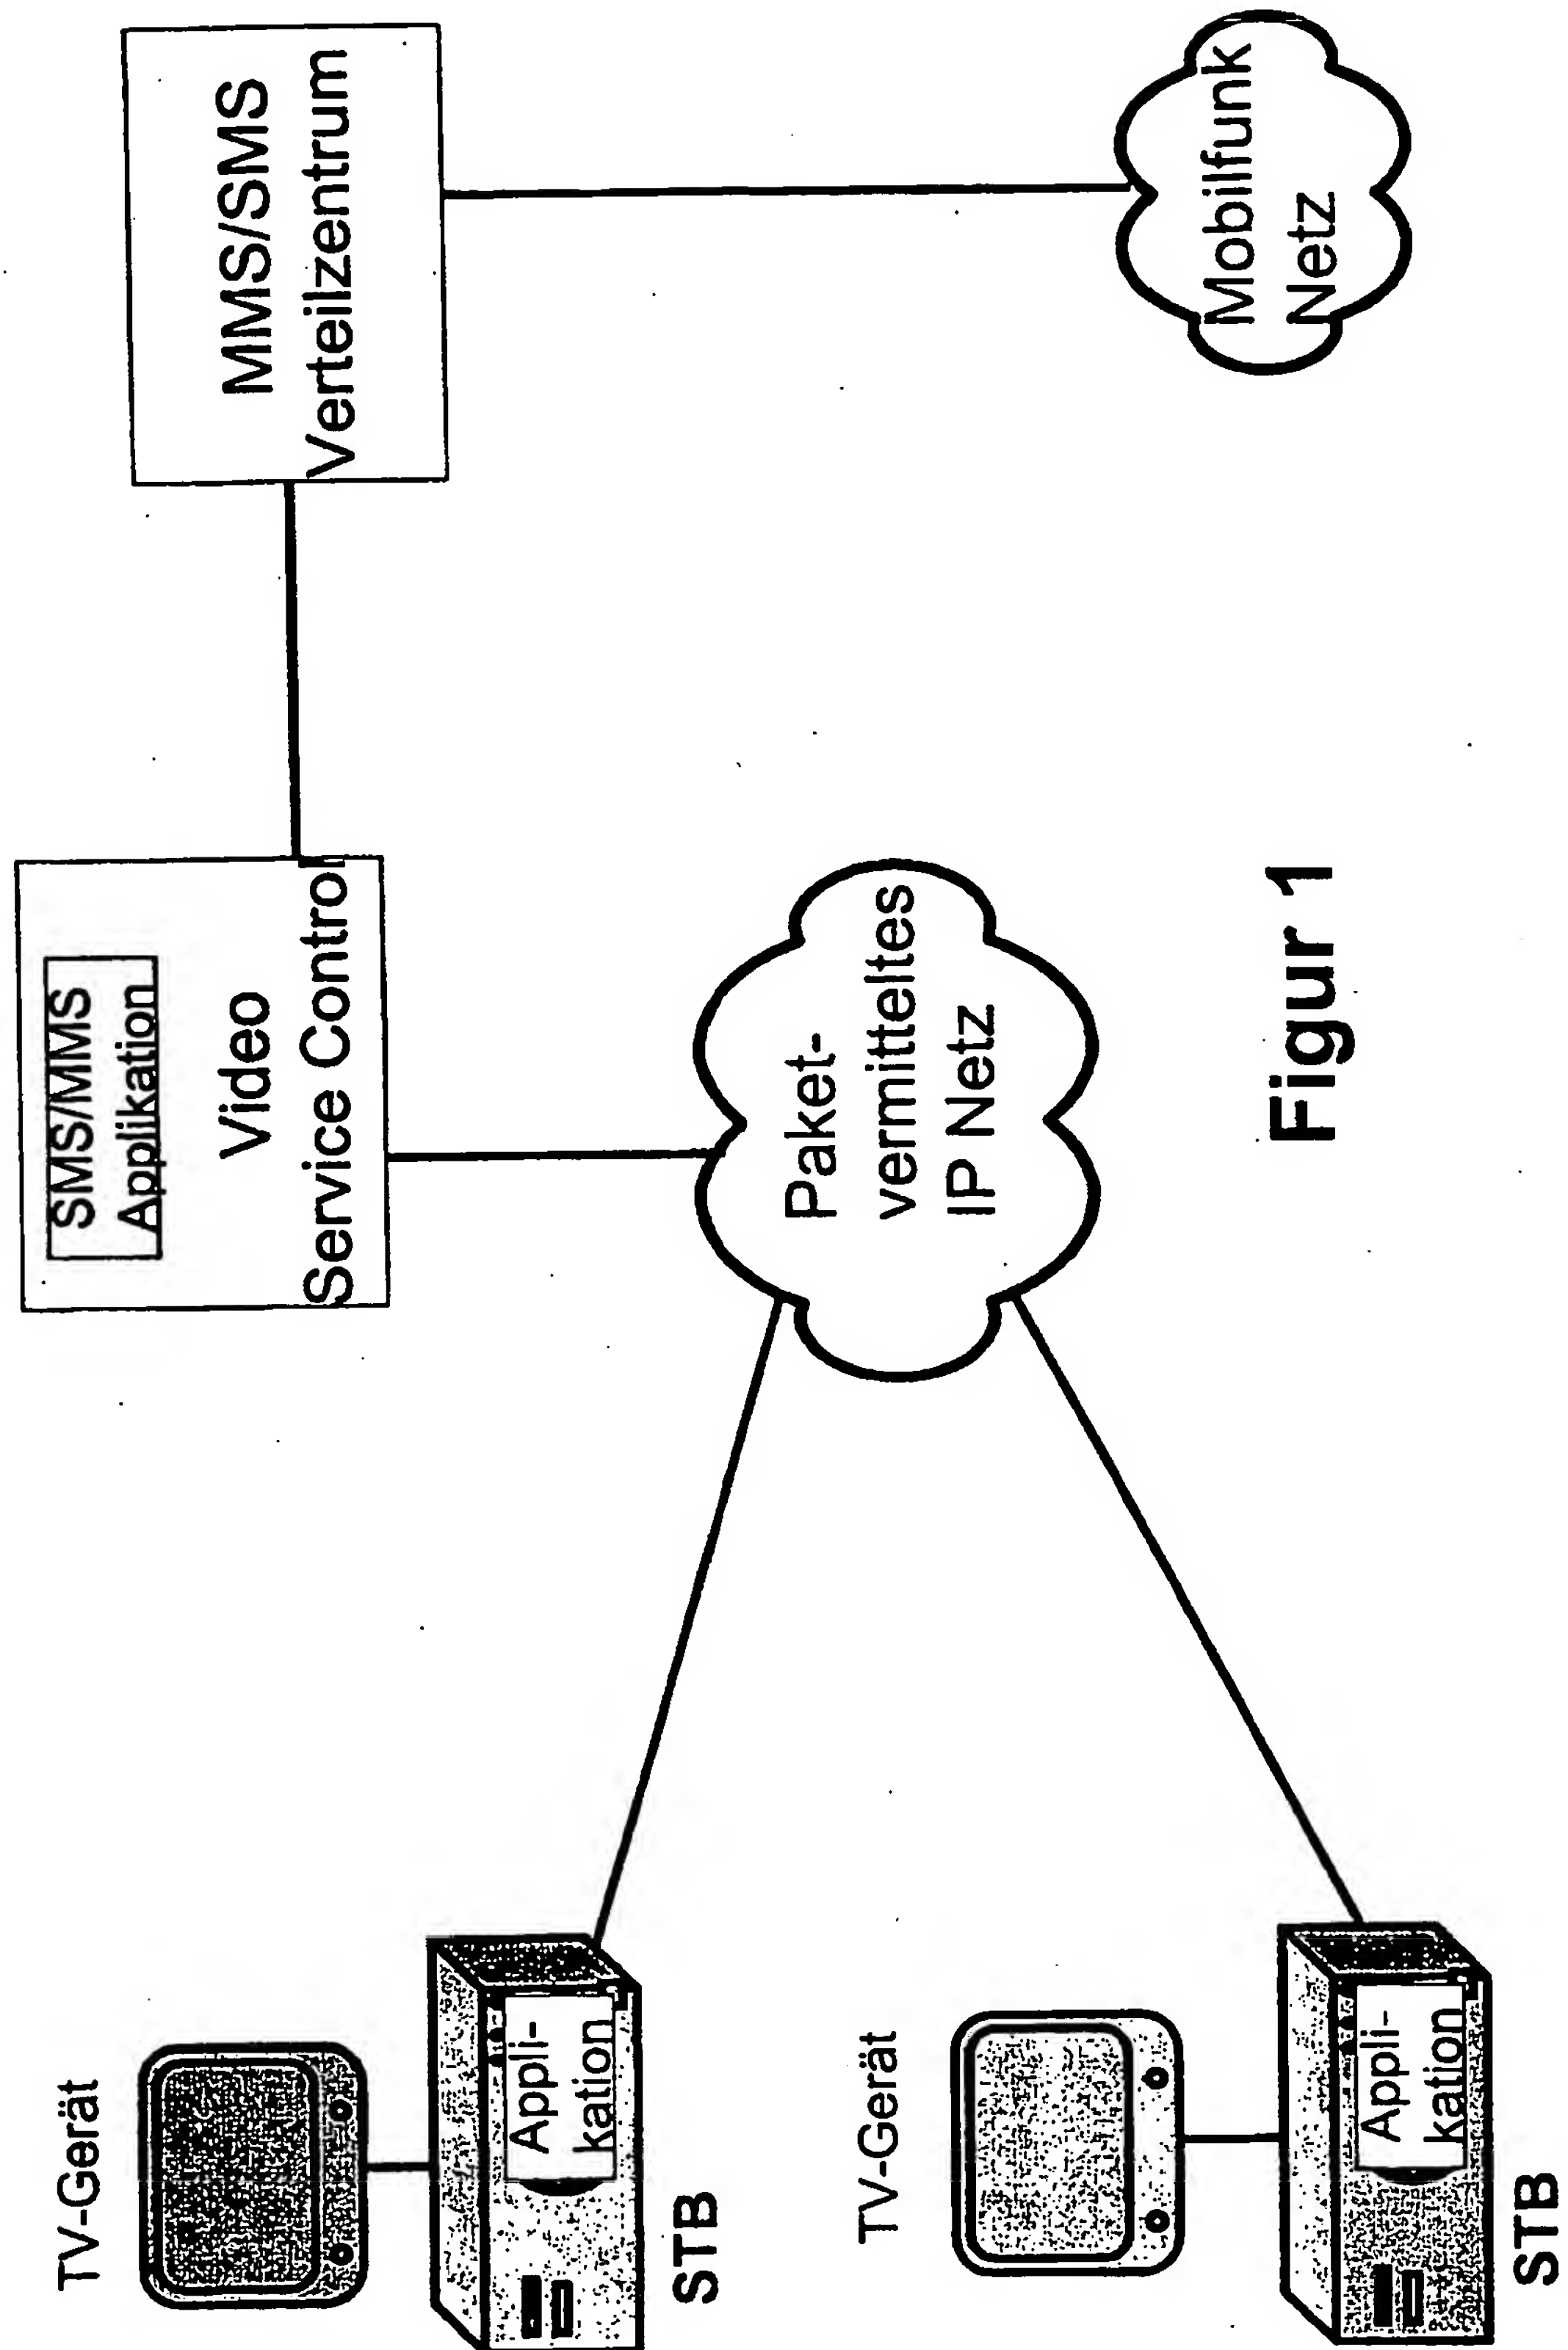 TV-Gerät
Appli-
kation
STB
TV-Gerät
Appli-
kation
STB
SMS/MMS
Applikation
Video
Service Control
Paket-
vermitteltes
IP Netz
MMS/SMS
Verteilzentrum
Mobilfunk
Netz
Figur 1